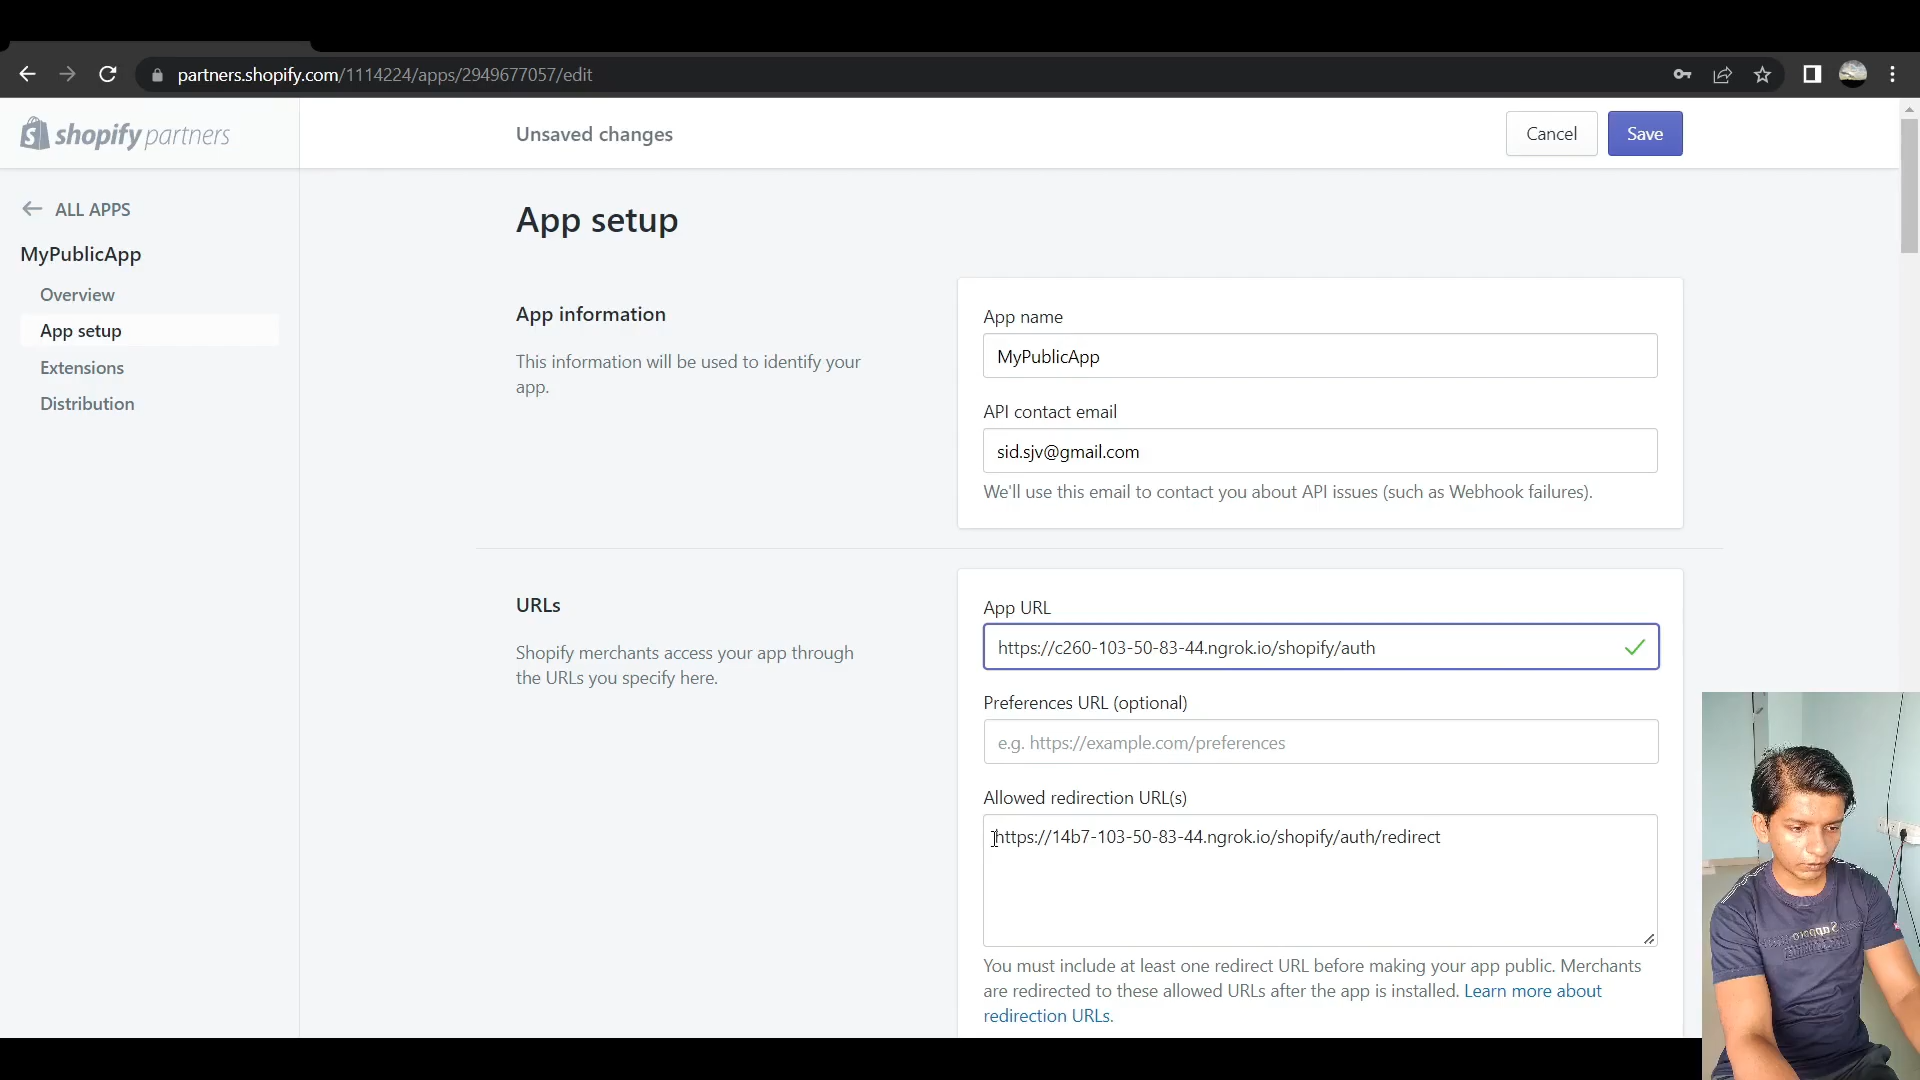 partners.shopify.com/1114224/apps/2949677057/edit
shopify partners
Unsaved changes
Cancel
Save
ALL APPS
MyPublicApp
Overview
App setup
Extensions
Distribution
App setup
App information
This information will be used to identify your
app.
App name
MyPublicApp
API contact email
sid.sjv@gmail.com
We'll use this email to contact you about API issues (such as Webhook failures).
URLs
Shopify merchants access your app through
the URLs you specify here.
App URL
https://c260-103-50-83-44.ngrok.io/shopify/auth
Preferences URL (optional)
e.g. https://example.com/preferences
Allowed redirection URL(s)
https://14b7-103-50-83-44.ngrok.io/shopify/auth/redirect
You must include at least one redirect URL before making your app public. Merchants
are redirected to these allowed URLs after the app is installed. Learn more about
redirection URLs.